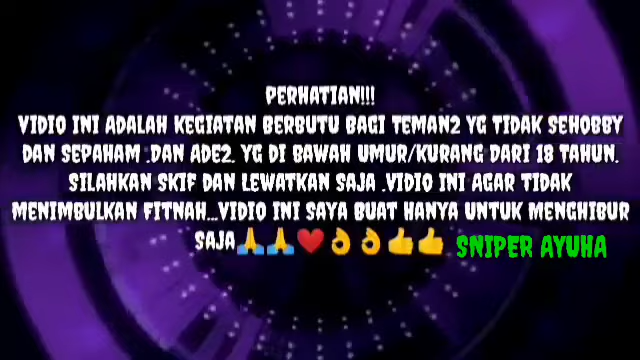 PERHATIAN!!!
VIDIO INI ADALAH KEGIATAN BERBUTU BAGI TEMAN2 YG TIDAK SEHOBBY
DAN SEPAHAM .DAN ADE2. YG DI BAWAH UMUR/KURANG DARI 18 TAHUN.
SILAHKAN SKIF DAN LEWATKAN SAJA .VIDIO INI AGAR TIDAK
MENIMBULKAN FITNAH...VIDIO INI SAYA BUAT HANYA UNTUK MENGHIBUR
SAJA🙏🙏❤️👌👌👍👍 SNIPER AYUHA